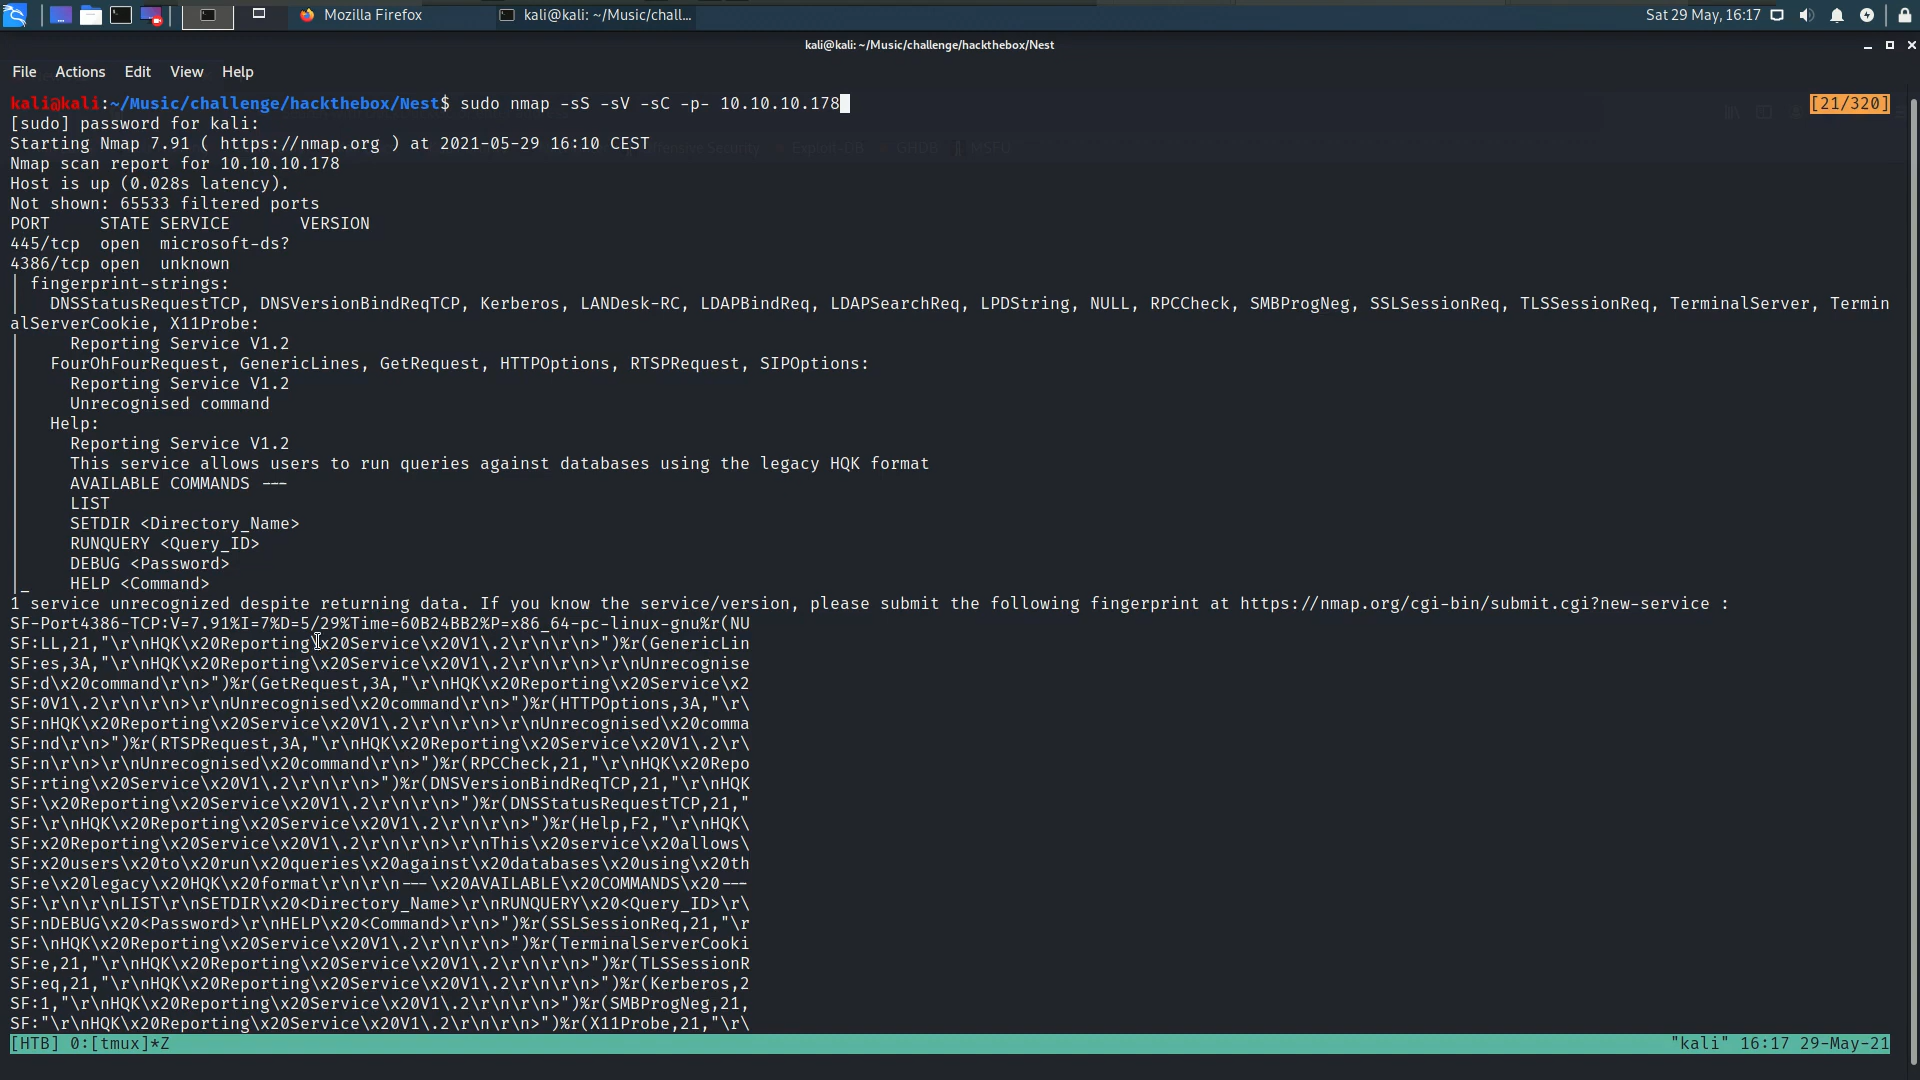 Mozilla Firefox
kali@kali: ~/Music/chall...
Sat 29 May, 16:17
kali@kali: ~/Music/challenge/hackthebox/Nest
File Actions Edit View Help
kali@kali:~/Music/challenge/hackthebox/Nest$ sudo nmap -sS -sV -sC -p- 10.10.10.178
[21/320]
[sudo] password for kali:
Starting Nmap 7.91 ( https://nmap.org ) at 2021-05-29 16:10 CEST
Nmap scan report for 10.10.10.178
Host is up (0.028s latency).
Not shown: 65533 filtered ports
PORT     STATE SERVICE       VERSION
445/tcp  open  microsoft-ds?
4386/tcp open  unknown
| fingerprint-strings:
|   DNSStatusRequestTCP, DNSVersionBindReqTCP, Kerberos, LANDesk-RC, LDAPBindReq, LDAPSearchReq, LPDString, NULL, RPCCheck, SMBProgNeg, SSLSessionReq, TLSSessionReq, TerminalServer, Termin
alServerCookie, X11Probe:
|     Reporting Service V1.2
|   FourOhFourRequest, GenericLines, GetRequest, HTTPOptions, RTSPRequest, SIPOptions:
|     Reporting Service V1.2
|     Unrecognised command
|   Help:
|     Reporting Service V1.2
|     This service allows users to run queries against databases using the legacy HQK format
|     AVAILABLE COMMANDS ---
|     LIST
|     SETDIR <Directory_Name>
|     RUNQUERY <Query_ID>
|     DEBUG <Password>
|_    HELP <Command>
1 service unrecognized despite returning data. If you know the service/version, please submit the following fingerprint at https://nmap.org/cgi-bin/submit.cgi?new-service :
SF-Port4386-TCP:V=7.91%I=7%D=5/29%Time=60B24BB2%P=x86_64-pc-linux-gnu%r(NU
SF:LL,21,"\r\nHQK\x20Reporting\x20Service\x20V1\.2\r\n\r\n>")%r(GenericLin
SF:es,3A,"\r\nHQK\x20Reporting\x20Service\x20V1\.2\r\n\r\n>\r\nUnrecognise
SF:d\x20command\r\n>")%r(GetRequest,3A,"\r\nHQK\x20Reporting\x20Service\x2
SF:0V1\.2\r\n\r\n>\r\nUnrecognised\x20command\r\n>")%r(HTTPOptions,3A,"\r\
SF:nHQK\x20Reporting\x20Service\x20V1\.2\r\n\r\n>\r\nUnrecognised\x20comma
SF:nd\r\n>")%r(RTSPRequest,3A,"\r\nHQK\x20Reporting\x20Service\x20V1\.2\r\
SF:n\r\n>\r\nUnrecognised\x20command\r\n>")%r(RPCCheck,21,"\r\nHQK\x20Repo
SF:rting\x20Service\x20V1\.2\r\n\r\n>")%r(DNSVersionBindReqTCP,21,"\r\nHQK
SF:\x20Reporting\x20Service\x20V1\.2\r\n\r\n>")%r(DNSStatusRequestTCP,21,"
SF:\r\nHQK\x20Reporting\x20Service\x20V1\.2\r\n\r\n>")%r(Help,F2,"\r\nHQK\
SF:x20Reporting\x20Service\x20V1\.2\r\n\r\n>\r\nThis\x20service\x20allows\
SF:x20users\x20to\x20run\x20queries\x20against\x20databases\x20using\x20th
SF:e\x20legacy\x20HQK\x20format\r\n\r\n---\x20AVAILABLE\x20COMMANDS\x20---
SF:\r\n\r\nLIST\r\nSETDIR\x20<Directory_Name>\r\nRUNQUERY\x20<Query_ID>\r\
SF:nDEBUG\x20<Password>\r\nHELP\x20<Command>\r\n>")%r(SSLSessionReq,21,"\r
SF:\nHQK\x20Reporting\x20Service\x20V1\.2\r\n\r\n>")%r(TerminalServerCooki
SF:e,21,"\r\nHQK\x20Reporting\x20Service\x20V1\.2\r\n\r\n>")%r(TLSSessionR
SF:eq,21,"\r\nHQK\x20Reporting\x20Service\x20V1\.2\r\n\r\n>")%r(Kerberos,2
SF:1,"\r\nHQK\x20Reporting\x20Service\x20V1\.2\r\n\r\n>")%r(SMBProgNeg,21,
SF:"\r\nHQK\x20Reporting\x20Service\x20V1\.2\r\n\r\n>")%r(X11Probe,21,"\r\
[HTB] 0:[tmux]*Z
"kali" 16:17 29-May-21